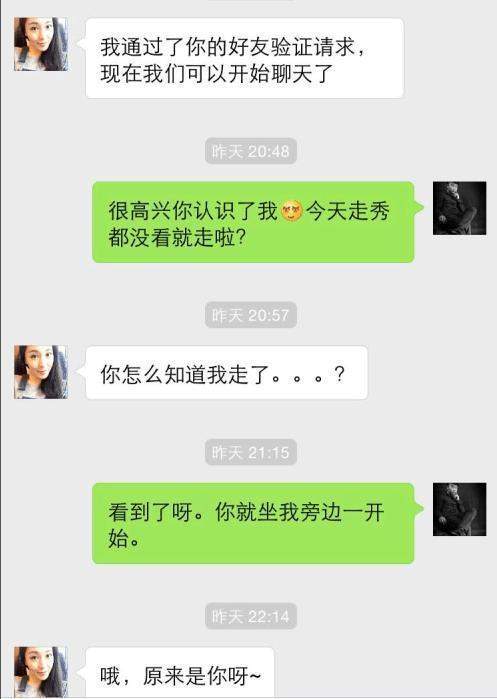 我通过了你的好友验证请求，
现在我们可以开始聊天了
昨天 20:48
很高兴你认识了我😊今天走秀
都没看就走啦？
昨天 20:57
你怎么知道我走了。。。？
昨天 21:15
看到了呀。你就坐我旁边一开
始。
昨天 22:14
哦，原来是你呀~